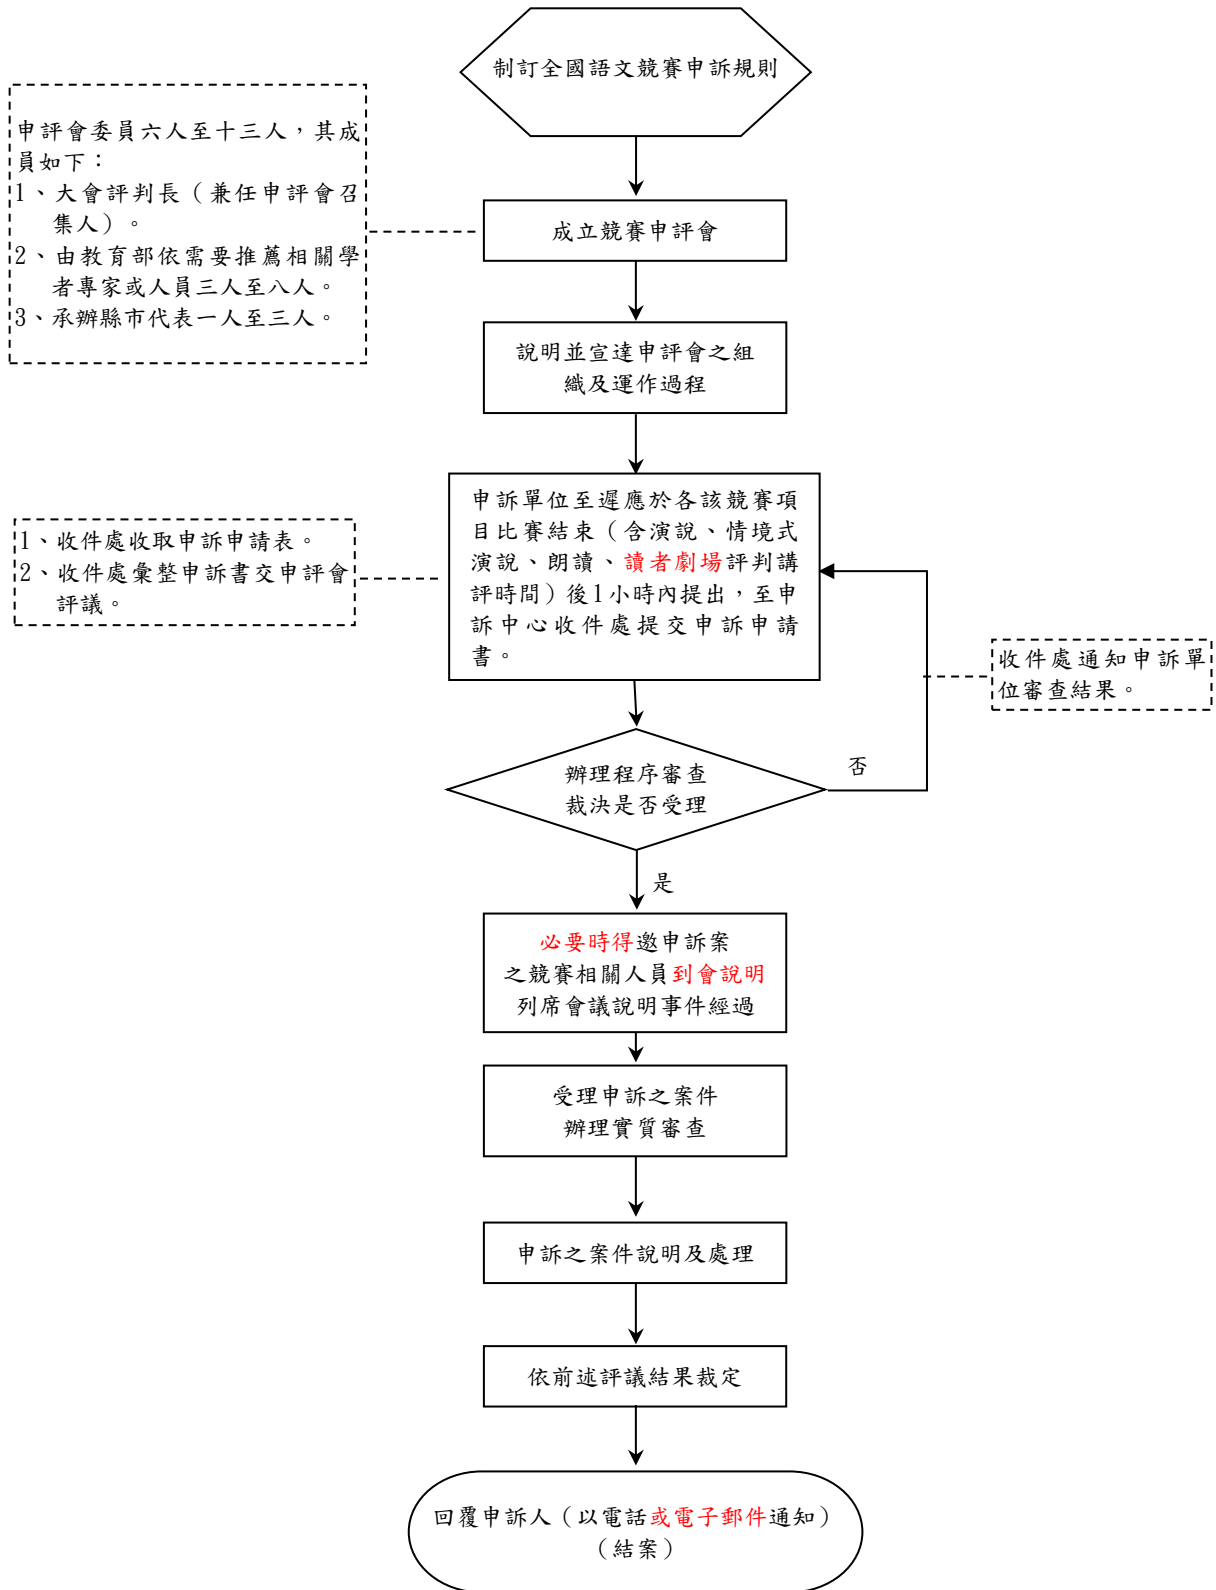 制訂全國語文競賽申訴規則
申評會委員六人至十三人，其成
員如下：
1、大會評判長（兼任申評會召
集人）。
2、由教育部依需要推薦相關學
者專家或人員三人至八人。
3、承辦縣市代表一人至三人。
成立競賽申評會
說明並宣達申評會之組
織及運作過程
申訴單位至遲應於各該競賽項
目比賽結束（含演說、情境式
演說、朗讀、讀者劇場評判講
評時間）後1小時內提出，至申
訴中心收件處提交申訴申請
書。
1、收件處收取申訴申請表。
2、收件處彙整申訴書交申評會
評議。
收件處通知申訴單
位審查結果。
辦理程序審查
裁決是否受理
否
是
必要時得邀申訴案
之競賽相關人員到會說明
列席會議說明事件經過
受理申訴之案件
辦理實質審查
申訴之案件說明及處理
依前述評議結果裁定
回覆申訴人（以電話或電子郵件通知）
（結案）